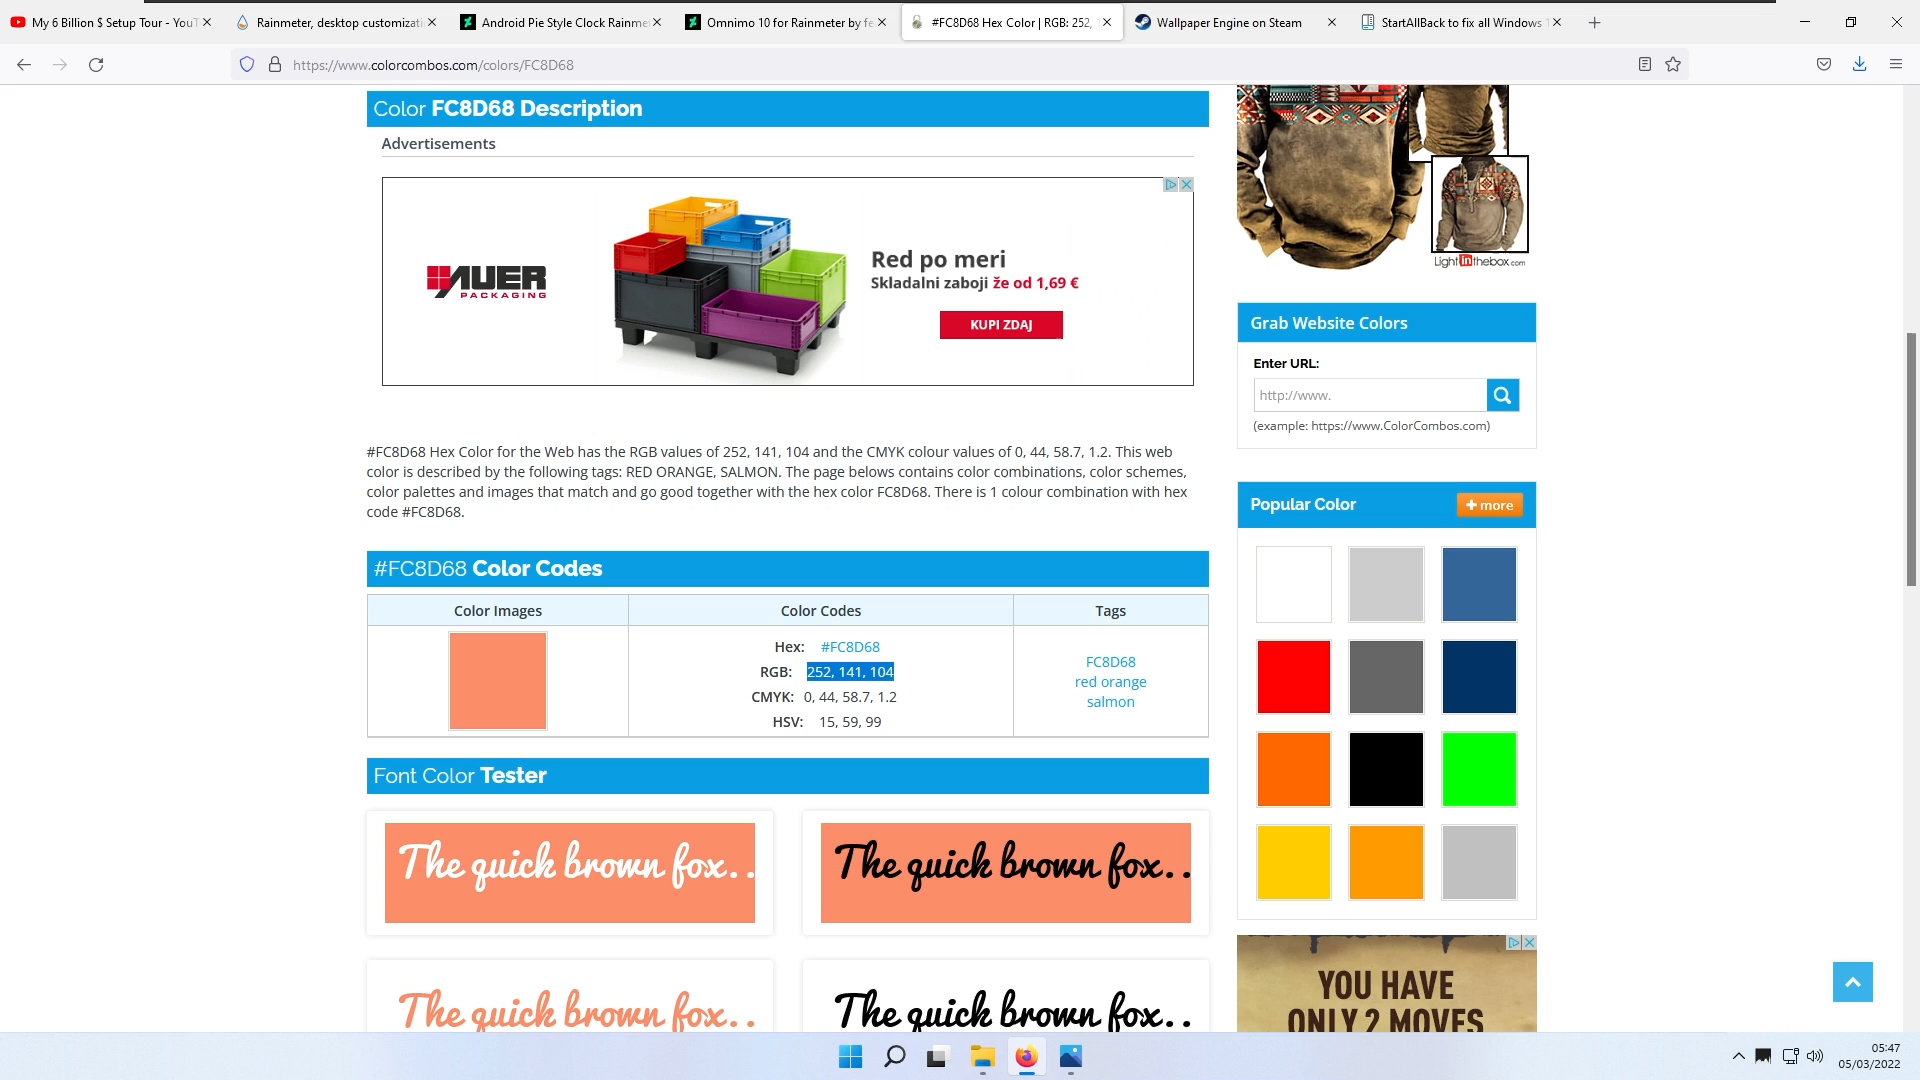 My 6 Billion $ Setup Tour - YouT
Rainmeter, desktop customizati
Android Pie Style Clock Rainme
Omnimo 10 for Rainmeter by fe
#FC8D68 Hex Color | RGB: 252, 1
Wallpaper Engine on Steam
StartAllBack to fix all Windows 1
https://www.colorcombos.com/colors/FC8D68
Color FC8D68 Description
Advertisements
AUER
PACKAGING
Red po meri
Skladalni zaboji že od 1,69 €
KUPI ZDAJ
#FC8D68 Hex Color for the Web has the RGB values of 252, 141, 104 and the CMYK colour values of 0, 44, 58.7, 1.2. This web
color is described by the following tags: RED ORANGE, SALMON. The page belows contains color combinations, color schemes,
color palettes and images that match and go good together with the hex color FC8D68. There is 1 colour combination with hex
code #FC8D68.
#FC8D68 Color Codes
Color Images
Color Codes
Tags
Hex: #FC8D68
RGB: 252, 141, 104
CMYK: 0, 44, 58.7, 1.2
HSV: 15, 59, 99
FC8D68
red orange
salmon
Font Color Tester
The quick brown fox..
The quick brown fox..
The quick brown fox..
The quick brown fox..
Lightinthebox.com
Grab Website Colors
Enter URL:
http://www.
(example: https://www.ColorCombos.com)
Popular Color
+ more
YOU HAVE
ONLY 2 MOVES
05:47
05/03/2022